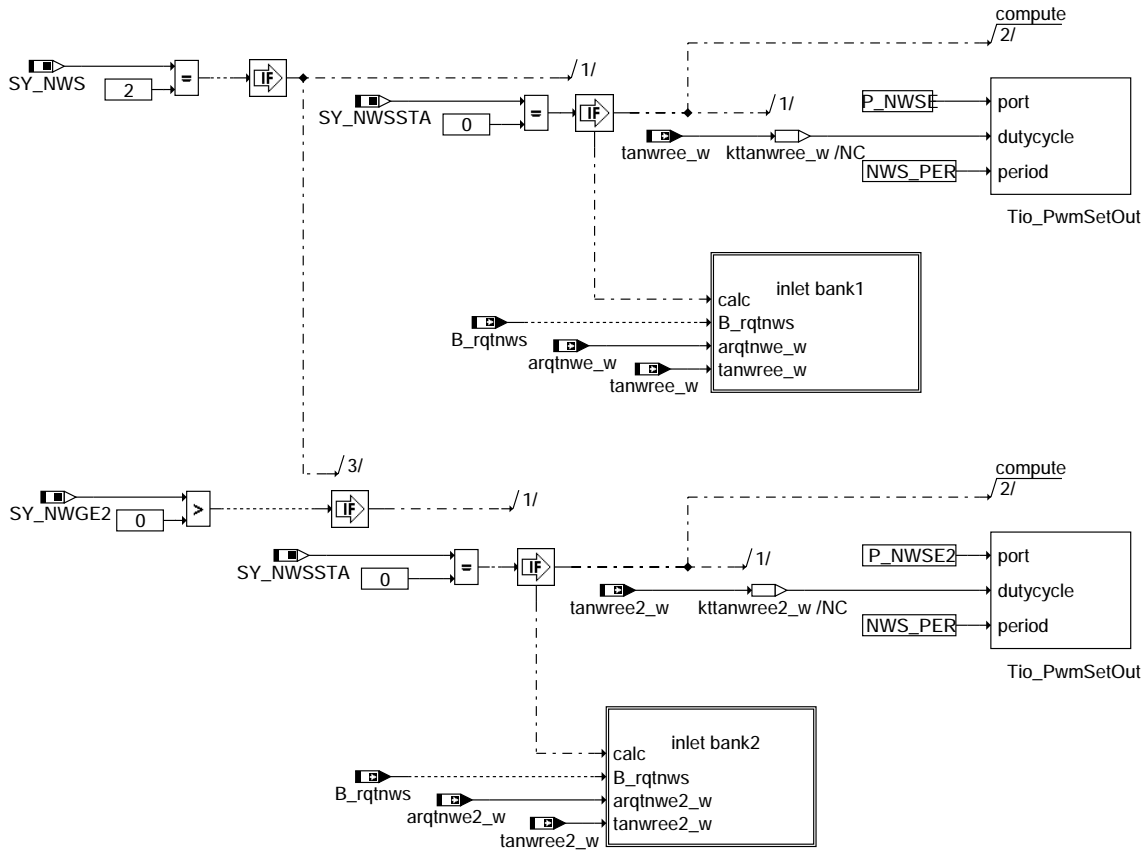 compute
2/
SY_NWS
2
=
IF
/1/
SY_NWSSTA
0
=
IF
/1/
tanwree_w
kttanwree_w /NC
P_NWSE
NWS_PER
port
dutycycle
period
Tio_PwmSetOut
inlet bank1
calc
B_rqtnws
arqtnwe_w
tanwree_w
B_rqtnws
arqtnwe_w
tanwree_w
/3/
SY_NWGE2
0
>
IF
/1/
compute
2/
SY_NWSSTA
0
=
IF
/1/
tanwree2_w
kttanwree2_w /NC
P_NWSE2
NWS_PER
port
dutycycle
period
Tio_PwmSetOut
inlet bank2
calc
B_rqtnws
arqtnwe2_w
tanwree2_w
B_rqtnws
arqtnwe2_w
tanwree2_w